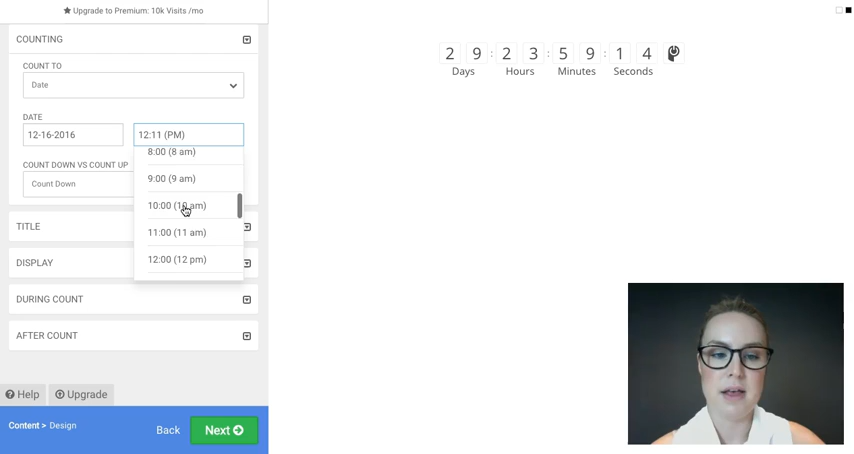 Upgrade to Premium: 10k Visits /mo
COUNTING
COUNT TO
Date
DATE
12-16-2016
12:11 (PM)
8:00 (8 am)
9:00 (9 am)
10:00 (10 am)
11:00 (11 am)
12:00 (12 pm)
COUNT DOWN VS COUNT UP
Count Down
TITLE
DISPLAY
DURING COUNT
AFTER COUNT
Help
Upgrade
Content > Design
Back
Next
2 9 : 2 3 : 5 9 : 1 4
Days Hours Minutes Seconds